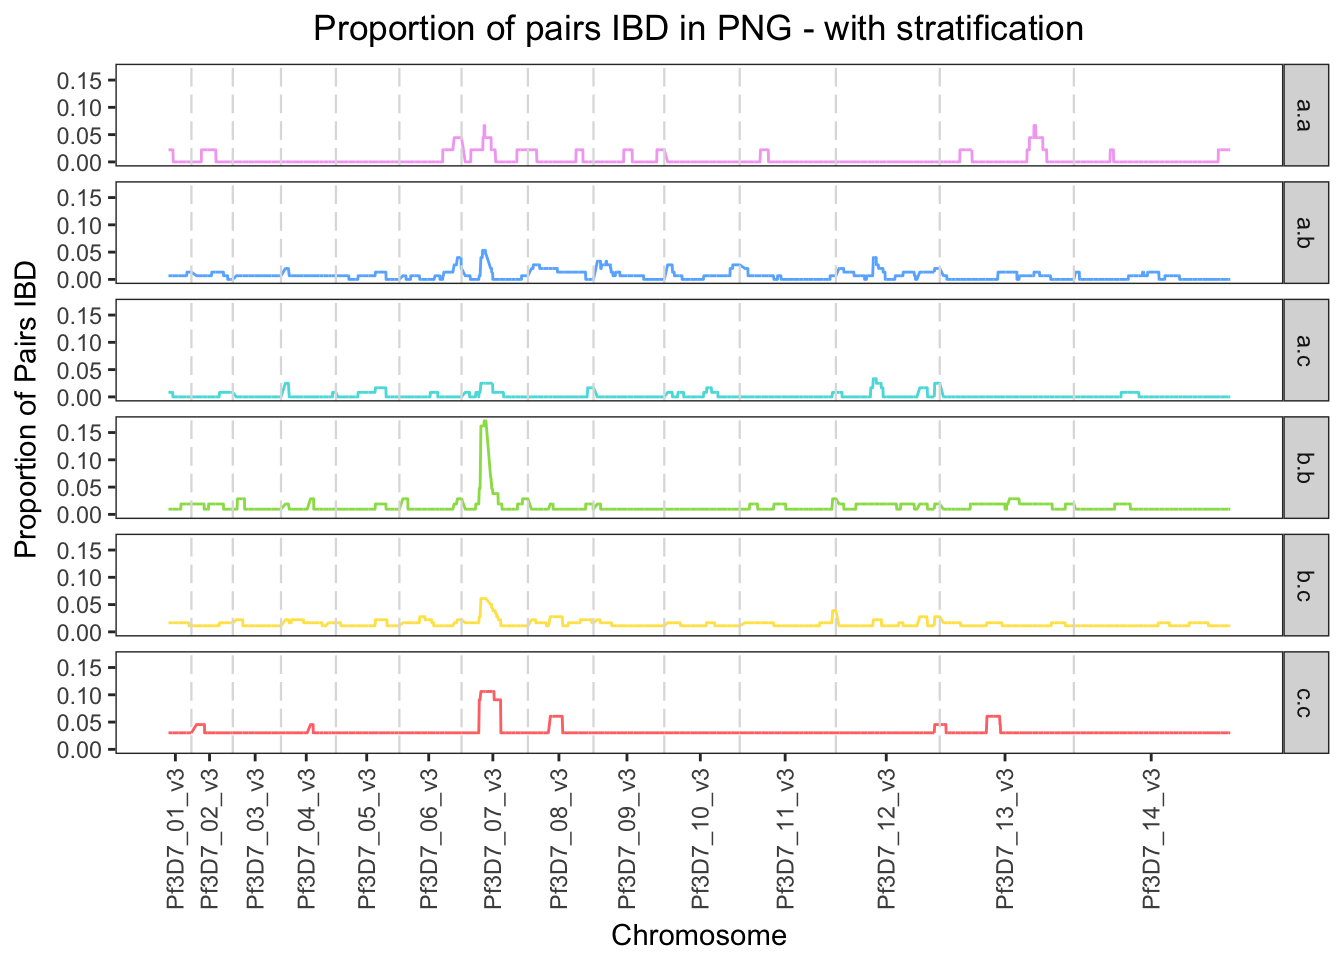 Proportion of pairs IBD in PNG - with stratification
Proportion of Pairs IBD
0.15
0.10
0.05
0.00
a.a
0.15
0.10
0.05
0.00
a.b
0.15
0.10
0.05
0.00
a.c
0.15
0.10
0.05
0.00
b.b
0.15
0.10
0.05
0.00
b.c
0.15
0.10
0.05
0.00
c.c
Pf3D7_01_v3
Pf3D7_02_v3
Pf3D7_03_v3
Pf3D7_04_v3
Pf3D7_05_v3
Pf3D7_06_v3
Pf3D7_07_v3
Pf3D7_08_v3
Pf3D7_09_v3
Pf3D7_10_v3
Pf3D7_11_v3
Pf3D7_12_v3
Pf3D7_13_v3
Pf3D7_14_v3
Chromosome